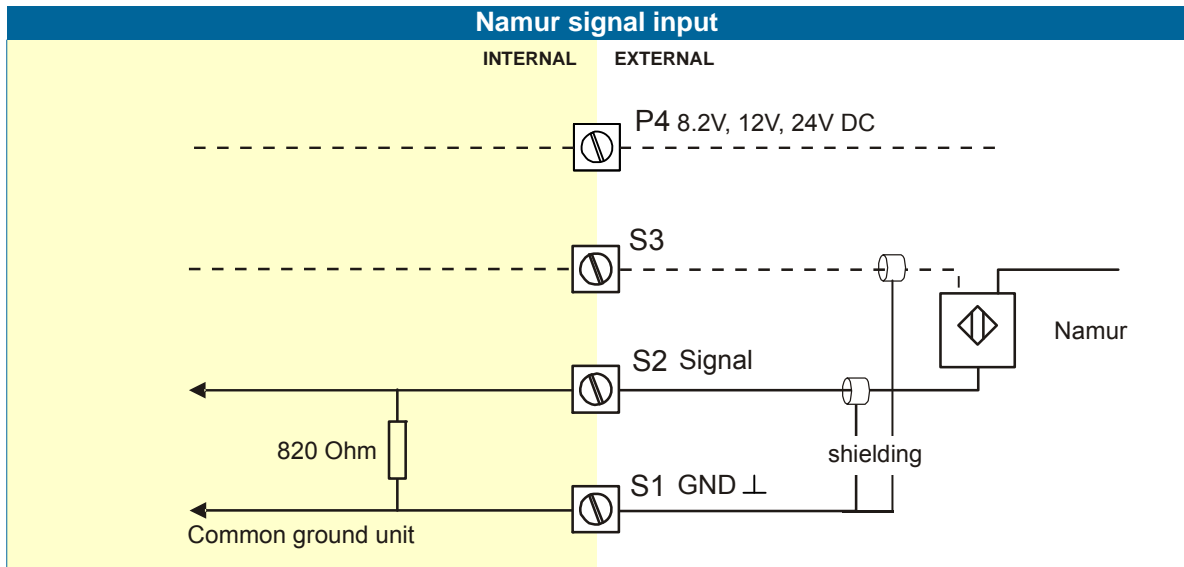 Namur signal input
INTERNAL EXTERNAL
P4 8.2V, 12V, 24V DC
S3
Namur
S2 Signal
820 Ohm
shielding
S1 GND ⊥
Common ground unit